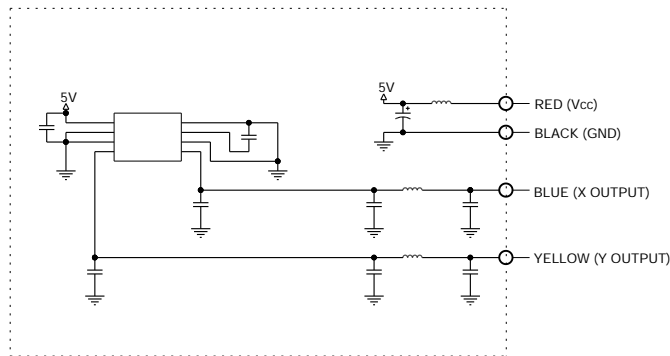 5V
5V
RED (Vcc)
BLACK (GND)
+
BLUE (X OUTPUT)
YELLOW (Y OUTPUT)